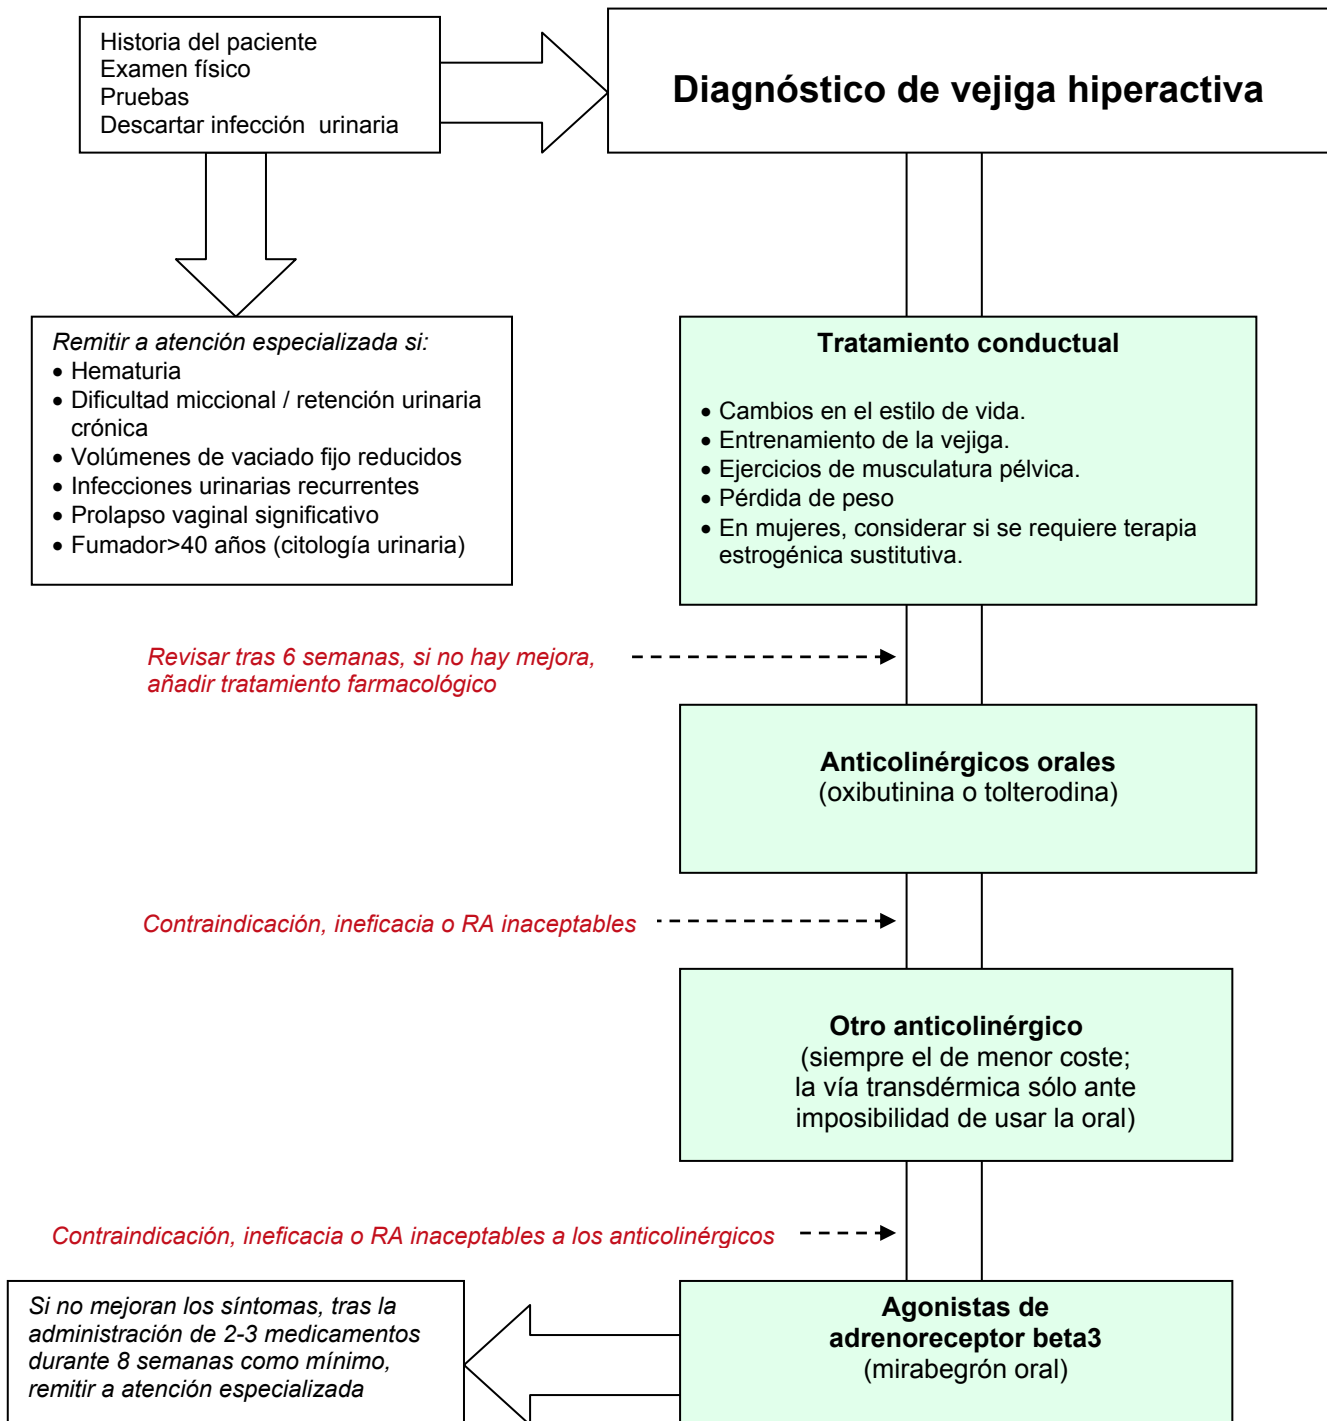 Historia del paciente
Examen físico
Pruebas
Descartar infección urinaria
Diagnóstico de vejiga hiperactiva
Remitir a atención especializada si:
• Hematuria
• Dificultad miccional / retención urinaria
crónica
• Volúmenes de vaciado fijo reducidos
• Infecciones urinarias recurrentes
• Prolapso vaginal significativo
• Fumador>40 años (citología urinaria)
Tratamiento conductual
• Cambios en el estilo de vida.
• Entrenamiento de la vejiga.
• Ejercicios de musculatura pélvica.
• Pérdida de peso
• En mujeres, considerar si se requiere terapia
estrogénica sustitutiva.
Revisar tras 6 semanas, si no hay mejora,
añadir tratamiento farmacológico
Anticolinérgicos orales
(oxibutinina o tolterodina)
Contraindicación, ineficacia o RA inaceptables
Otro anticolinérgico
(siempre el de menor coste;
la vía transdérmica sólo ante
imposibilidad de usar la oral)
Contraindicación, ineficacia o RA inaceptables a los anticolinérgicos
Agonistas de
adrenoreceptor beta3
(mirabegrón oral)
Si no mejoran los síntomas, tras la
administración de 2-3 medicamentos
durante 8 semanas como mínimo,
remitir a atención especializada